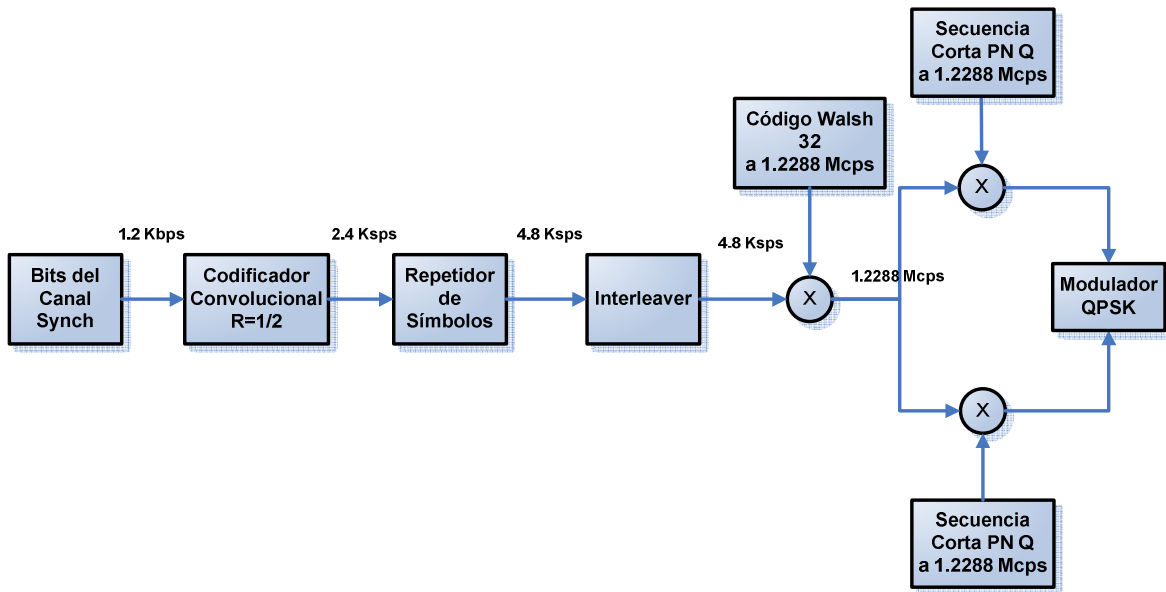 Secuencia
Corta PN Q
a 1.2288 Mcps
Código Walsh
32
a 1.2288 Mcps
1.2 Kbps
2.4 Ksps
4.8 Ksps
4.8 Ksps
1.2288 Mcps
Bits del
Canal
Synch
Codificador
Convolucional
R=1/2
Repetidor
de
Símbolos
Interleaver
X
X
X
Modulador
QPSK
Secuencia
Corta PN Q
a 1.2288 Mcps